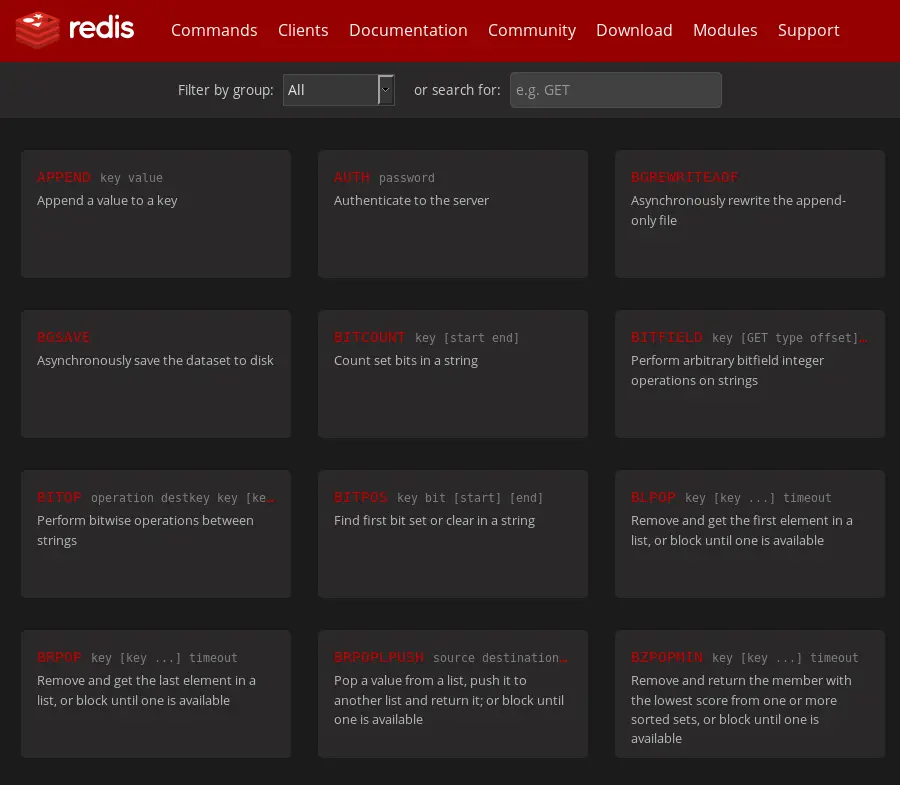 redis Commands Clients Documentation Community Download Modules Support
Filter by group: All or search for: e.g. GET
APPEND key value
Append a value to a key
AUTH password
Authenticate to the server
BGREWRITEAOF
Asynchronously rewrite the append-
only file
BGSAVE
Asynchronously save the dataset to disk
BITCOUNT key [start end]
Count set bits in a string
BITFIELD key [GET type offset]…
Perform arbitrary bitfield integer
operations on strings
BITOP operation destkey key [ke…
Perform bitwise operations between
strings
BITPOS key bit [start] [end]
Find first bit set or clear in a string
BLPOP key [key ...] timeout
Remove and get the first element in a
list, or block until one is available
BRPOP key [key ...] timeout
Remove and get the last element in a
list, or block until one is available
BRPOPLPUSH source destination…
Pop a value from a list, push it to
another list and return it; or block until
one is available
BZPOPMIN key [key ...] timeout
Remove and return the member with
the lowest score from one or more
sorted sets, or block until one is
available